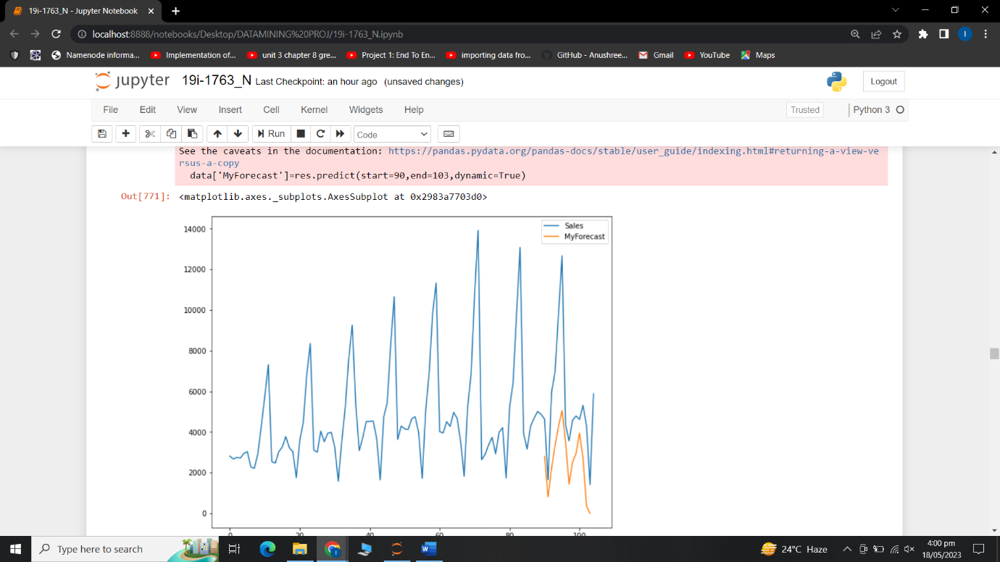 19i-1763_N - Jupyter Notebook
localhost:8888/notebooks/Desktop/DATAMINING%20PROJ/19i-1763_N.ipynb
Namenode informa... Implementation of... unit 3 chapter 8 gre... Project 1: End To En... importing data fro... GitHub - Anushree... Gmail YouTube Maps
jupyter 19i-1763_N Last Checkpoint: an hour ago (unsaved changes) Logout
File Edit View Insert Cell Kernel Widgets Help Trusted Python 3
Run Code
See the caveats in the documentation: https://pandas.pydata.org/pandas-docs/stable/user_guide/indexing.html#returning-a-view-ve
rsus-a-copy
data['MyForecast']=res.predict(start=90,end=103,dynamic=True)
Out[771]: <matplotlib.axes._subplots.AxesSubplot at 0x2983a7703d0>
Sales
MyForecast
14000
12000
10000
8000
6000
4000
2000
0
0 20 40 60 80 100
Type here to search 24°C Haze 4:00 pm
18/05/2023